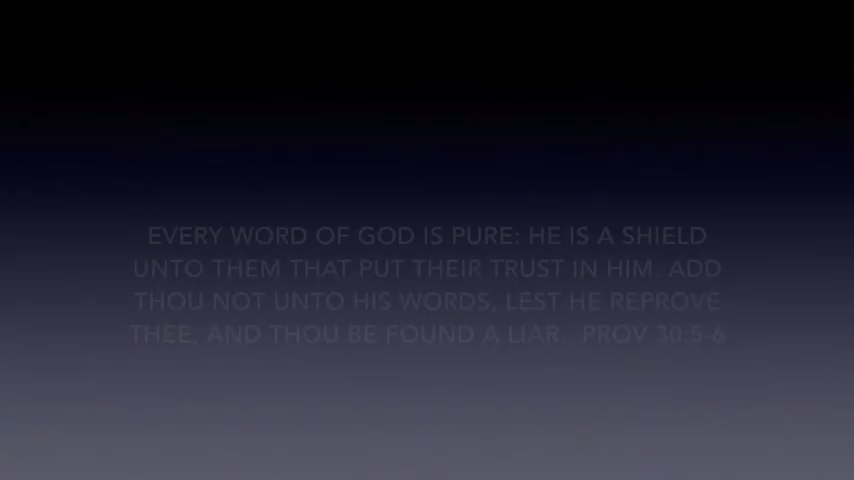 EVERY WORD OF GOD IS PURE: HE IS A SHIELD
UNTO THEM THAT PUT THEIR TRUST IN HIM. ADD
THOU NOT UNTO HIS WORDS, LEST HE REPROVE
THEE, AND THOU BE FOUND A LIAR. PROV 30:5-6